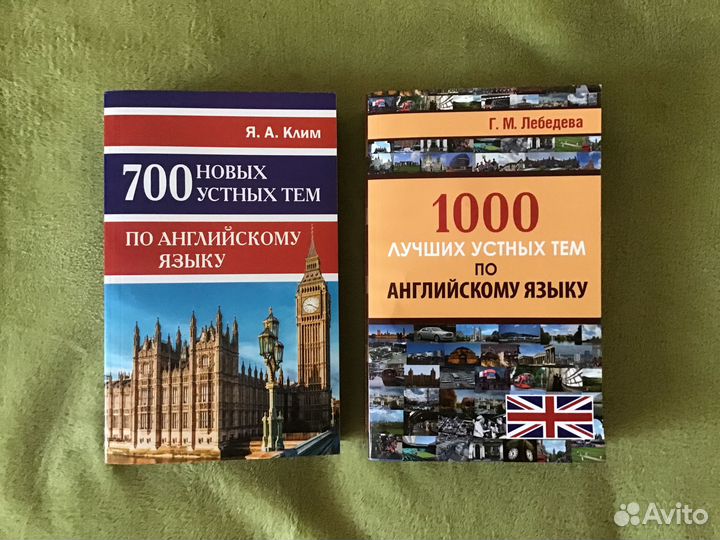 Я. А. Клим
700 НОВЫХ
УСТНЫХ ТЕМ
ПО АНГЛИЙСКОМУ
ЯЗЫКУ
Г. М. Лебедева
1000
ЛУЧШИХ УСТНЫХ ТЕМ
ПО
АНГЛИЙСКОМУ ЯЗЫКУ
Avito